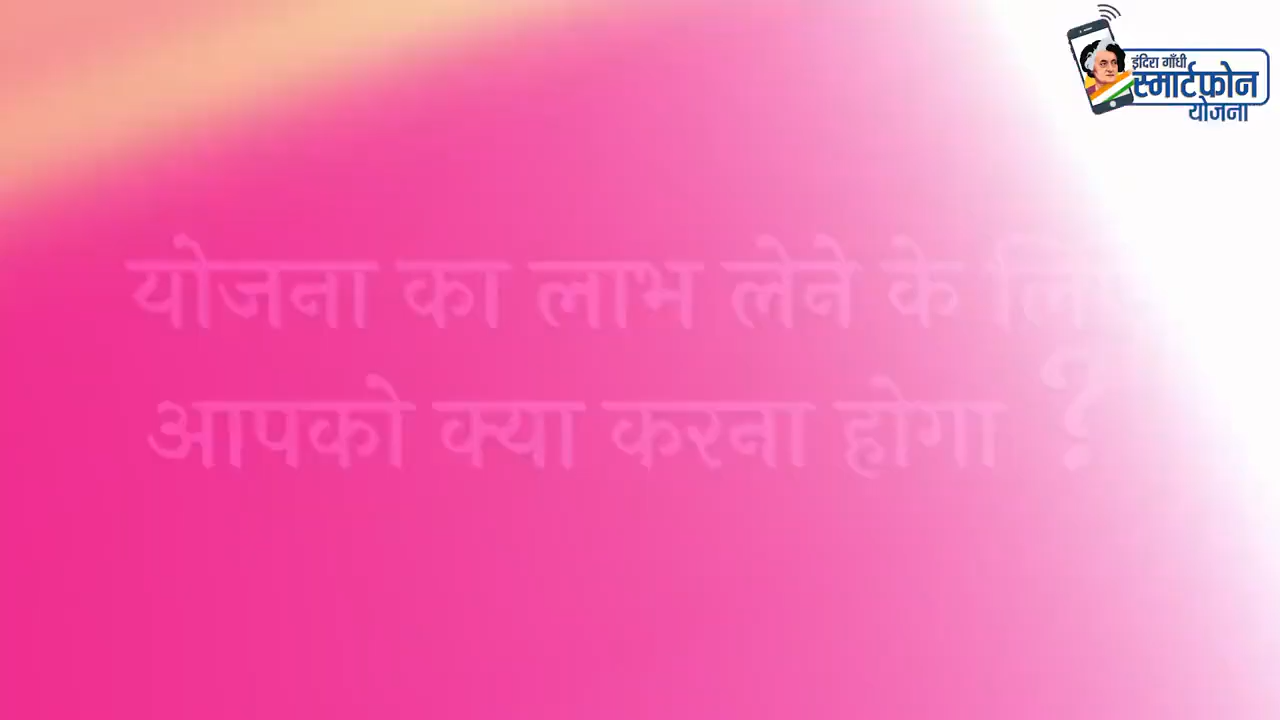 इंदिरा गाँधी
स्मार्टफ़ोन
योजना
योजना का लाभ लेने के लिए
आपको क्या करना होगा ?